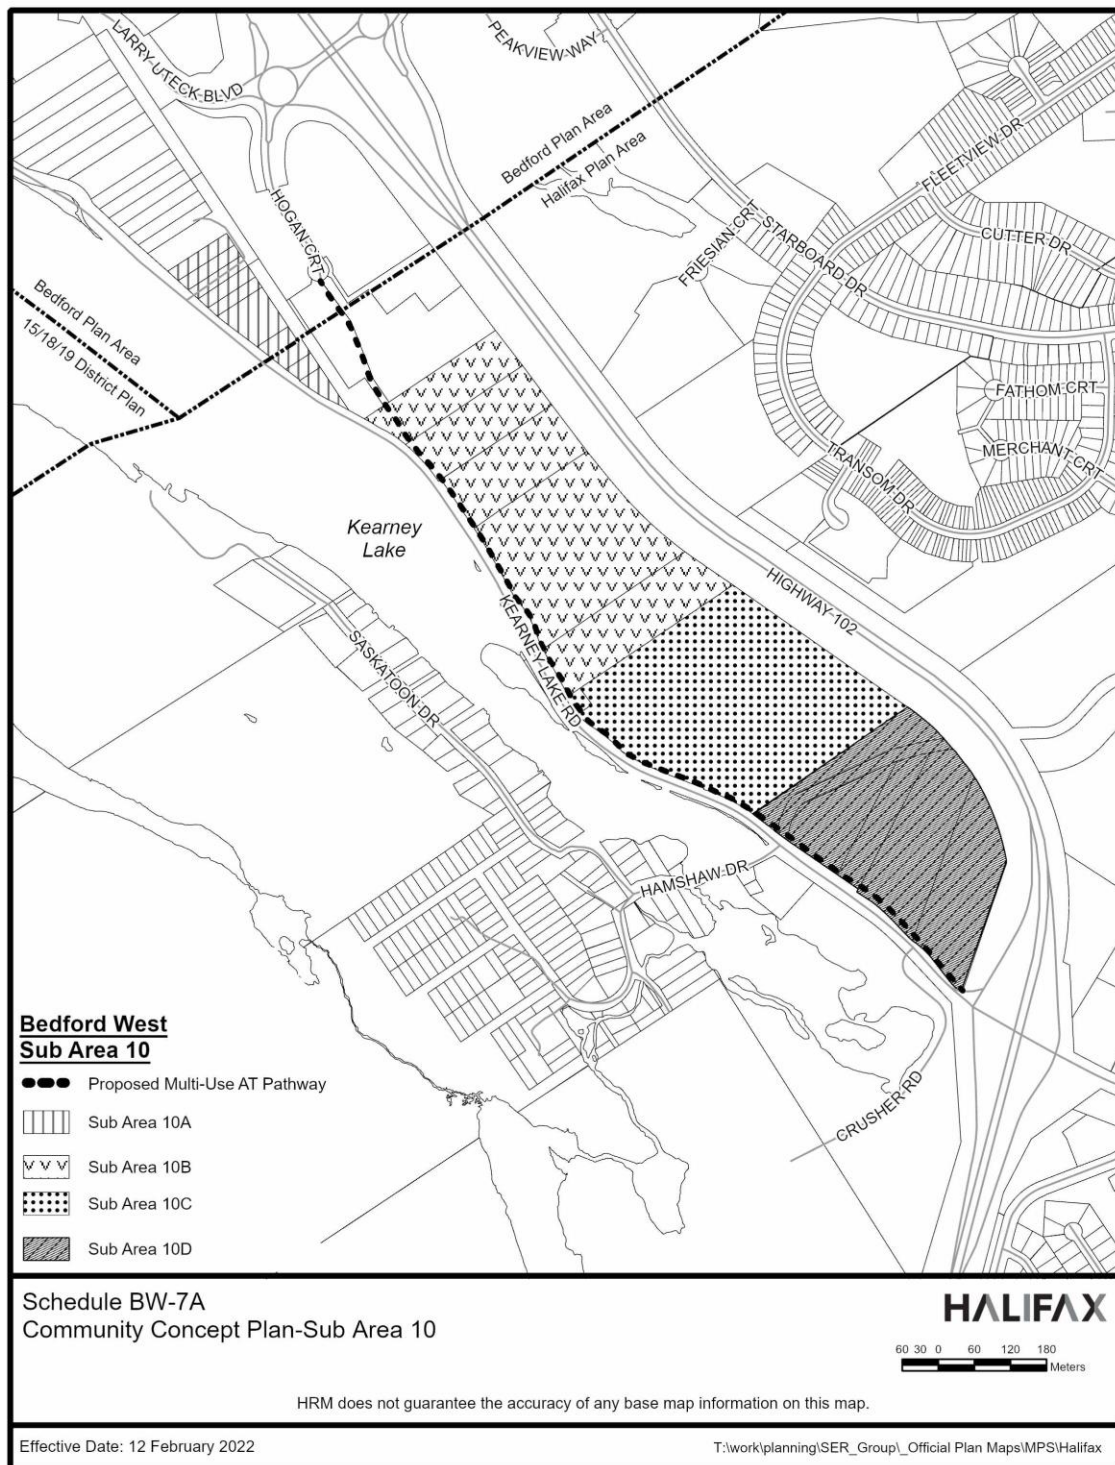 LARRY UTECK BLVD
PEAKVIEW WAY
Bedford Plan Area
Halifax Plan Area
FLEETVIEW DR
HOGAN CRT
FRIESIAN CRT
STARBOARD DR
CUTTER DR
Bedford Plan Area
15/18/19 District Plan
FATHOM CRT
MERCHANT CRT
TRANSOM DR
Kearney
Lake
HIGHWAY 102
KEARNEY LAKE RD
SASKATOON DR
HAMSHAW DR
CRUSHER RD
Bedford West
Sub Area 10
Proposed Multi-Use AT Pathway
Sub Area 10A
Sub Area 10B
Sub Area 10C
Sub Area 10D
Schedule BW-7A
Community Concept Plan-Sub Area 10
HALIFAX
60 30 0 60 120 180
Meters
HRM does not guarantee the accuracy of any base map information on this map.
Effective Date: 12 February 2022
T:\work\planning\SER_Group\_Official Plan Maps\MPS\Halifax